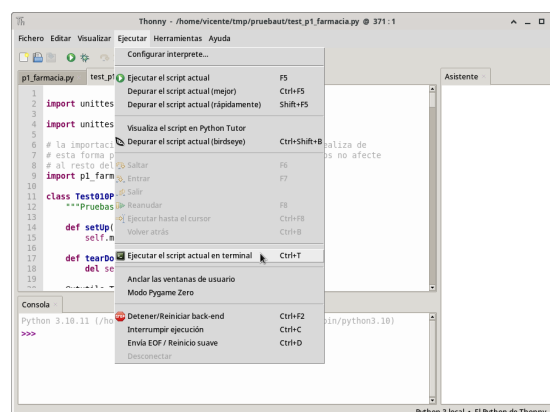 Thonny - /home/vicente/tmp/pruebaut/test_p1_farmacia.py @ 371 : 1
Fichero Editar Visualizar Ejecutar Herramientas Ayuda
Configurar interprete...
p1_farmacia.py test_p1
Asistente
Ejecutar el script actual F5
Depurar el script actual (mejor) Ctrl+F5
Depurar el script actual (rápidamente) Shift+F5
Visualiza el script en Python Tutor
Depurar el script actual (birdseye) Ctrl+Shift+B
Saltar F6
Entrar F7
Salir
Reanudar F8
Ejecutar hasta el cursor Ctrl+F8
Volver atrás Ctrl+B
Ejecutar el script actual en terminal Ctrl+T
Anclar las ventanas de usuario
Modo Pygame Zero
Detener/Reiniciar back-end Ctrl+F2
Interrumpir ejecución Ctrl+C
Envía EOF / Reinicio suave Ctrl+D
Desconectar
1
2 import unittes
3
4 import unittes
5
6 # la importaci ealiza de
7 # esta forma p os no afecte
8 # al resto del
9 import p1_farm
10
11 class Test010P
12 """Pruebas
13
14 def setUp(
15 self.m
16
17 def tearDo
18 del se
19
Consola
Python 3.10.11 (/ho bin/python3.10)
>>>
Python 3 local • El Python de Thonny